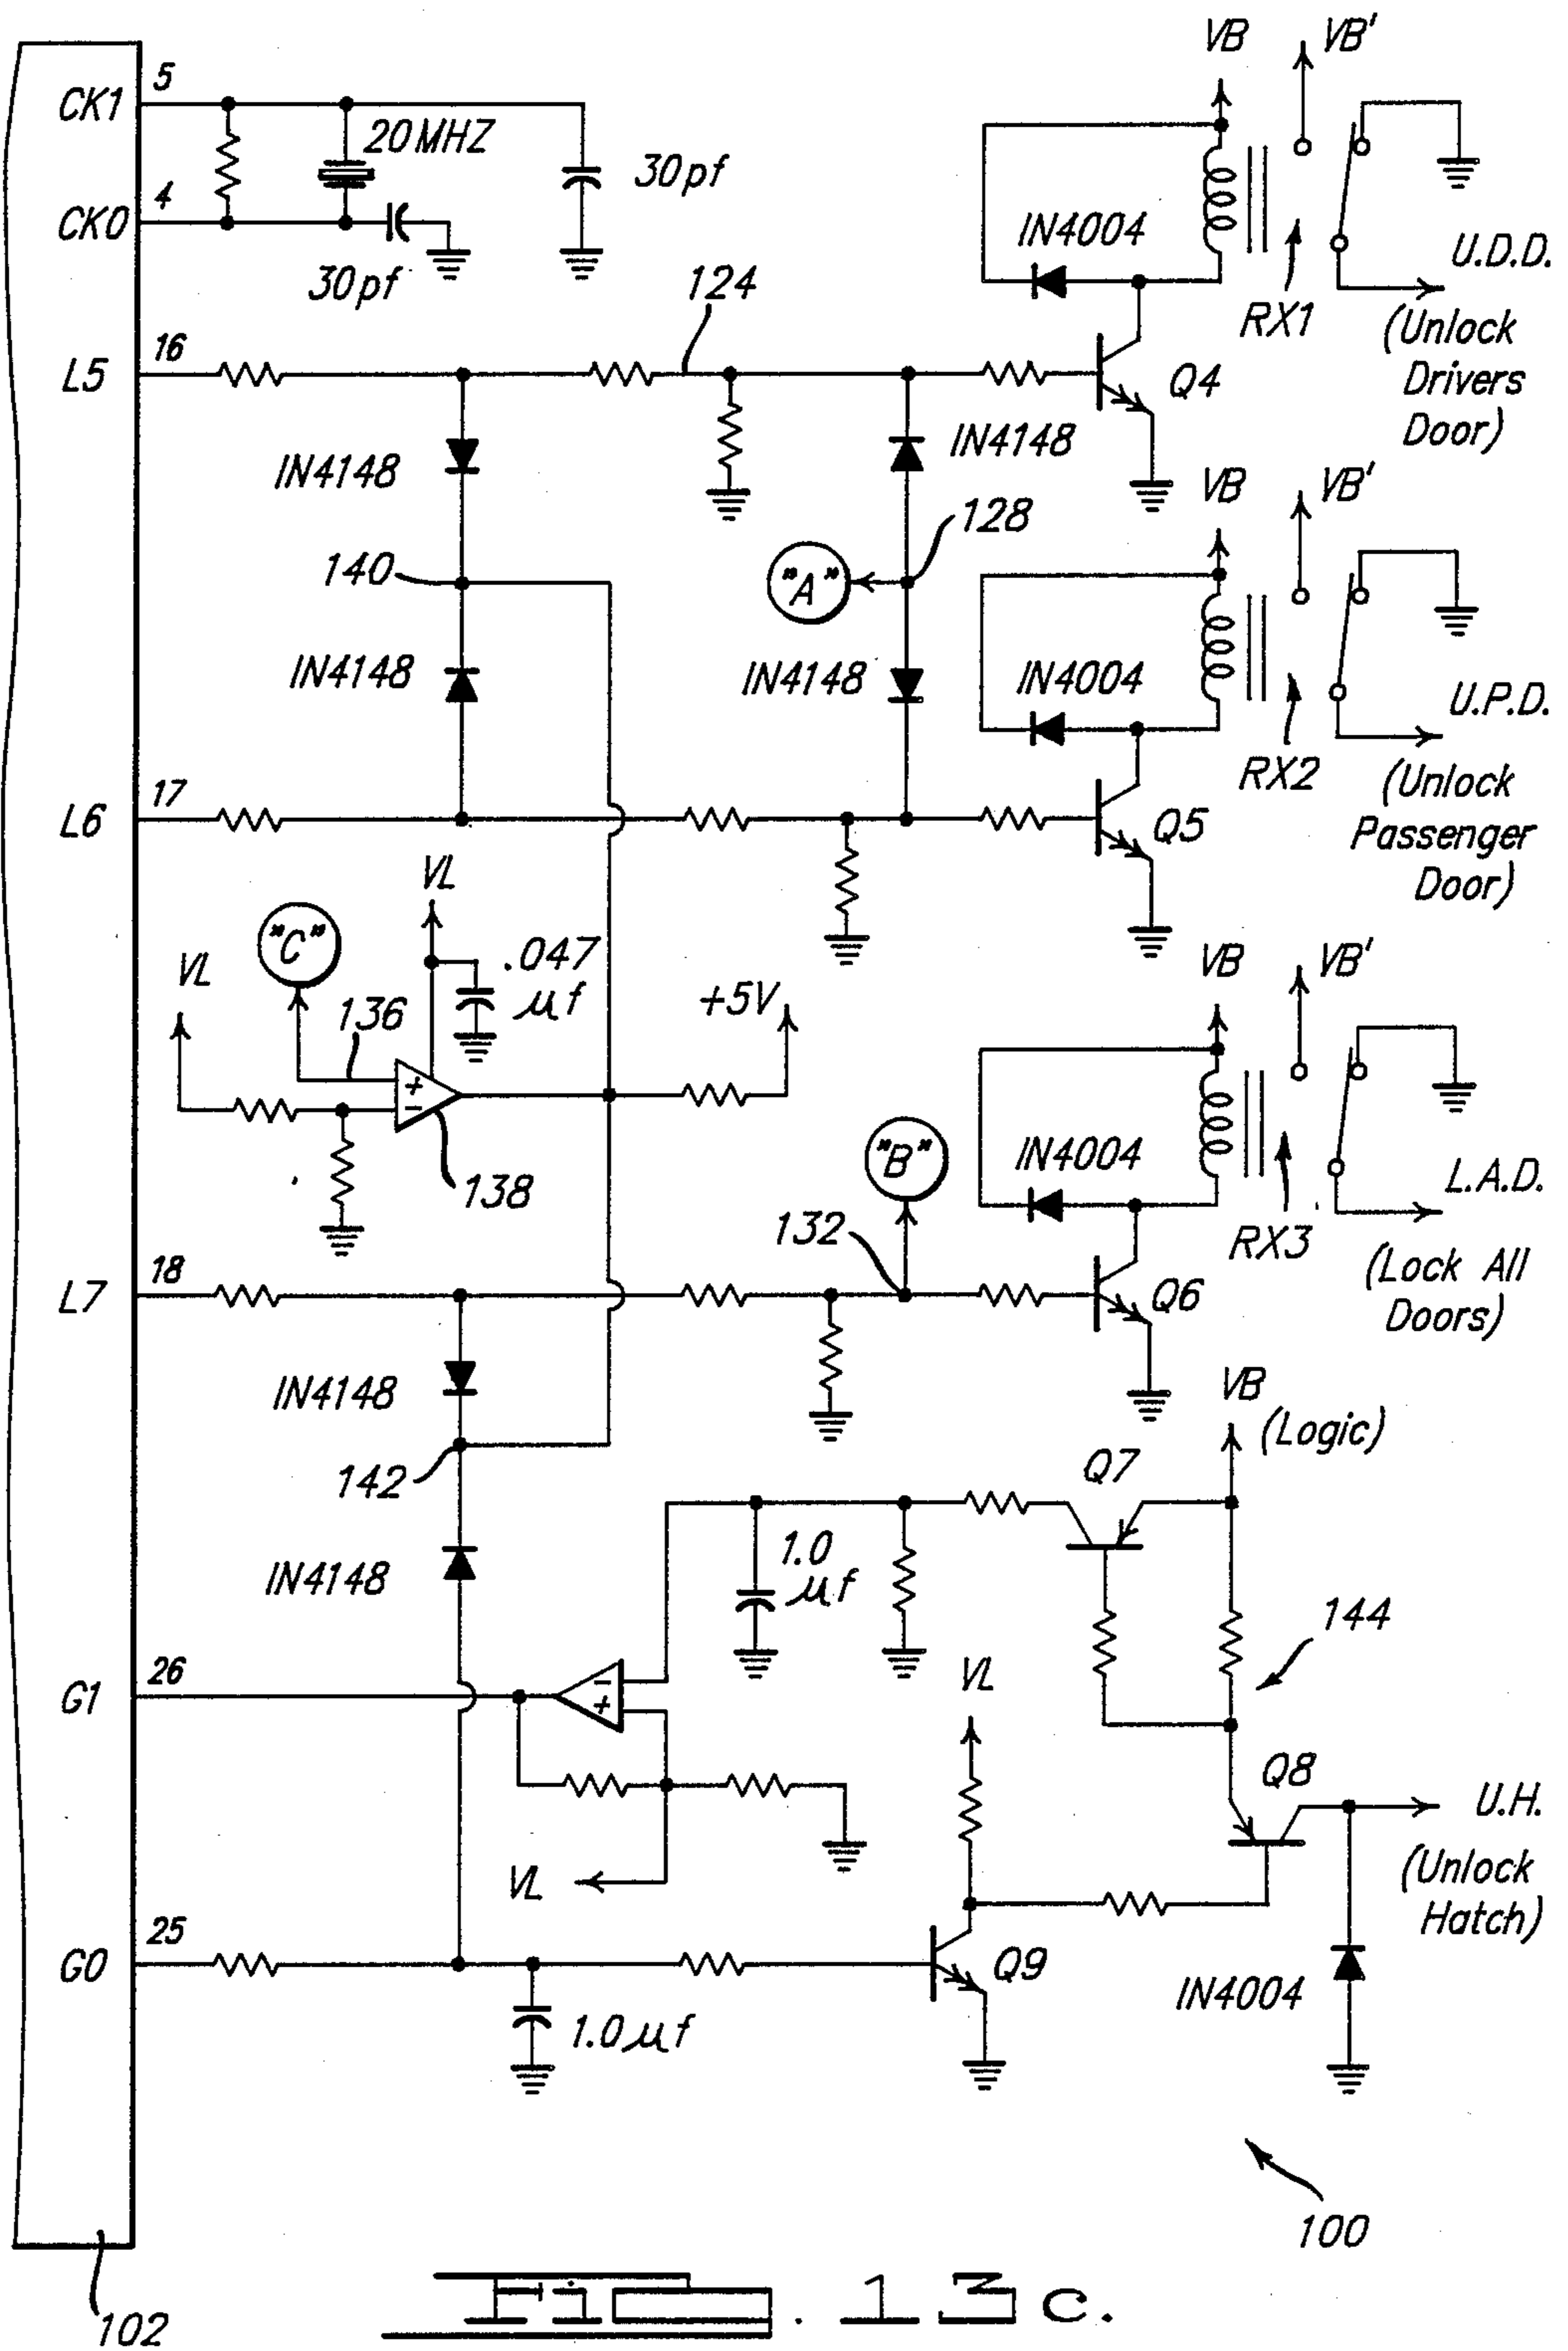 VB VB'
5
CK1
20 MHZ
30pf
4
CK0
30pf
IN4004
RX1
U.D.D.
(Unlock
Drivers
Door)
124
16
L5
Q4
IN4148
IN4148
128
VB VB'
140
"A"
IN4148
IN4148
IN4004
RX2
U.P.D.
(Unlock
Passenger
Door)
17
L6
Q5
VL
"C"
.047
µf
VL
136
+5V
VB VB'
+
-
138
"B"
IN4004
132
RX3
L.A.D.
(Lock All
Doors)
18
L7
Q6
IN4148
VB
(Logic)
142
Q7
1.0
µf
IN4148
144
26
G1
-
+
VL
Q8
U.H.
(Unlock
Hatch)
VL
25
G0
Q9
IN4004
1.0µf
100
102
Fig. 13c.